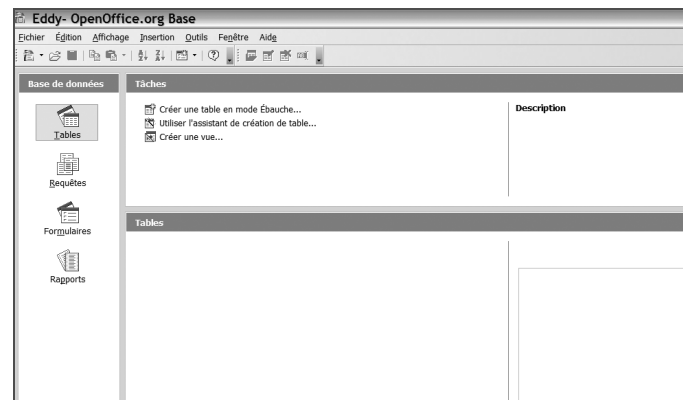 Eddy- OpenOffice.org Base
Eichier Édition Affichage Insertion Outils Fenêtre Aide
Base de données
Tables
Requêtes
Formulaires
Rapports
Tâches
Créer une table en mode Ébauche...
Utiliser l'assistant de création de table...
Créer une vue...
Description
Tables